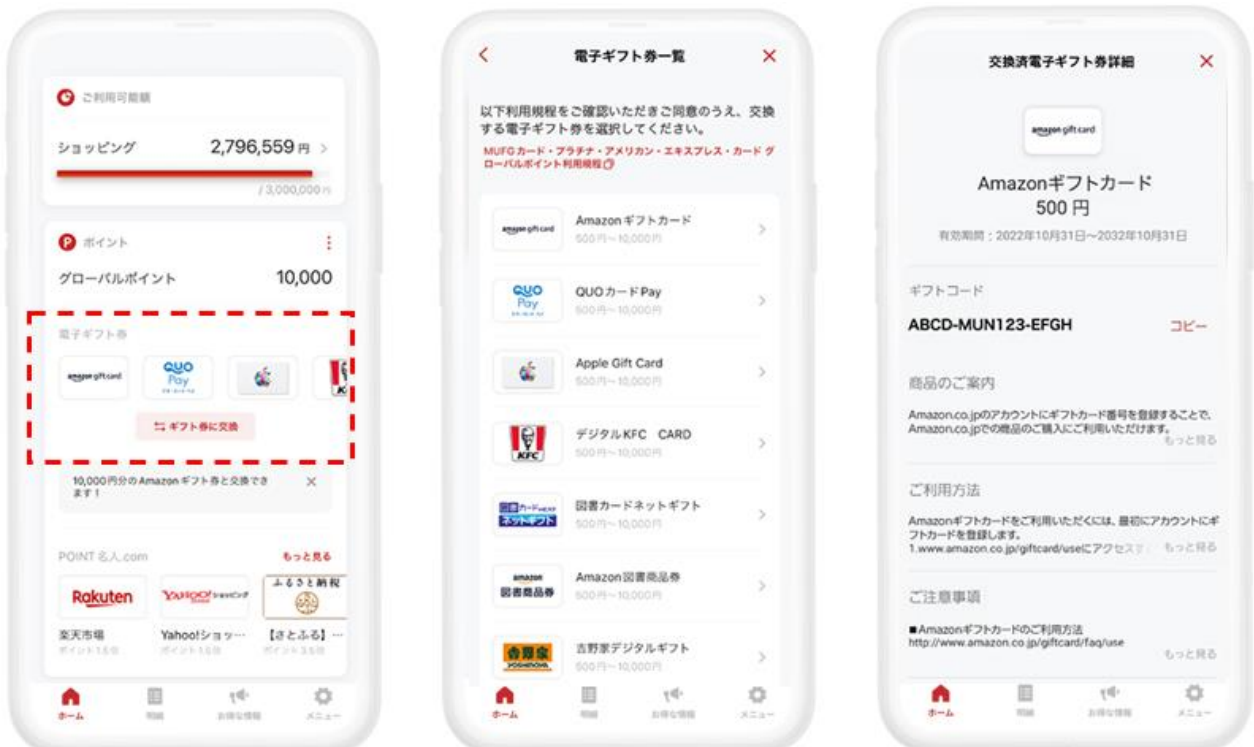 ご利用可能額
ショッピング 2,796,559 円
/ 3,000,000 円
ポイント
グローバルポイント 10,000
電子ギフト券
amazon gift card
QUO
Pay
KFC
ギフト券に交換
10,000円分のAmazonギフト券と交換でき
ます!
POINT 名人.com もっと見る
Rakuten
YAHOO!ショッピング
ふるさと納税
楽天市場
Yahoo!ショッ…
【さとふる】…
ホーム
明細
お得な情報
メニュー
電子ギフト券一覧
以下利用規程をご確認いただきご同意のうえ、交換
する電子ギフト券を選択してください。
MUFGカード・プラチナ・アメリカン・エキスプレス・カード グ
ローバルポイント利用規程
amazon gift card
Amazonギフトカード
500円～10,000円
QUO
Pay
QUOカードPay
500円～10,000円
Apple Gift Card
500円～10,000円
KFC
デジタルKFC CARD
500円～10,000円
図書カードNEXT
ネットギフト
図書カードネットギフト
500円～10,000円
amazon
図書商品券
Amazon図書商品券
500円～10,000円
吉野家
YOSHINOYA
吉野家デジタルギフト
500円～10,000円
ホーム
明細
お得な情報
メニュー
交換済電子ギフト券詳細
amazon gift card
Amazonギフトカード
500 円
有効期間：2022年10月31日～2032年10月31日
ギフトコード
ABCD-MUN123-EFGH コピー
商品のご案内
Amazon.co.jpのアカウントにギフトカード番号を登録することで、
Amazon.co.jpでの商品のご購入にご利用いただけます。
もっと見る
ご利用方法
Amazonギフトカードをご利用いただくには、最初にアカウントにギ
フトカードを登録します。
1.www.amazon.co.jp/giftcard/useにアクセス もっと見る
ご注意事項
■Amazonギフトカードのご利用方法
http://www.amazon.co.jp/giftcard/faq/use
もっと見る
ホーム
明細
お得な情報
メニュー